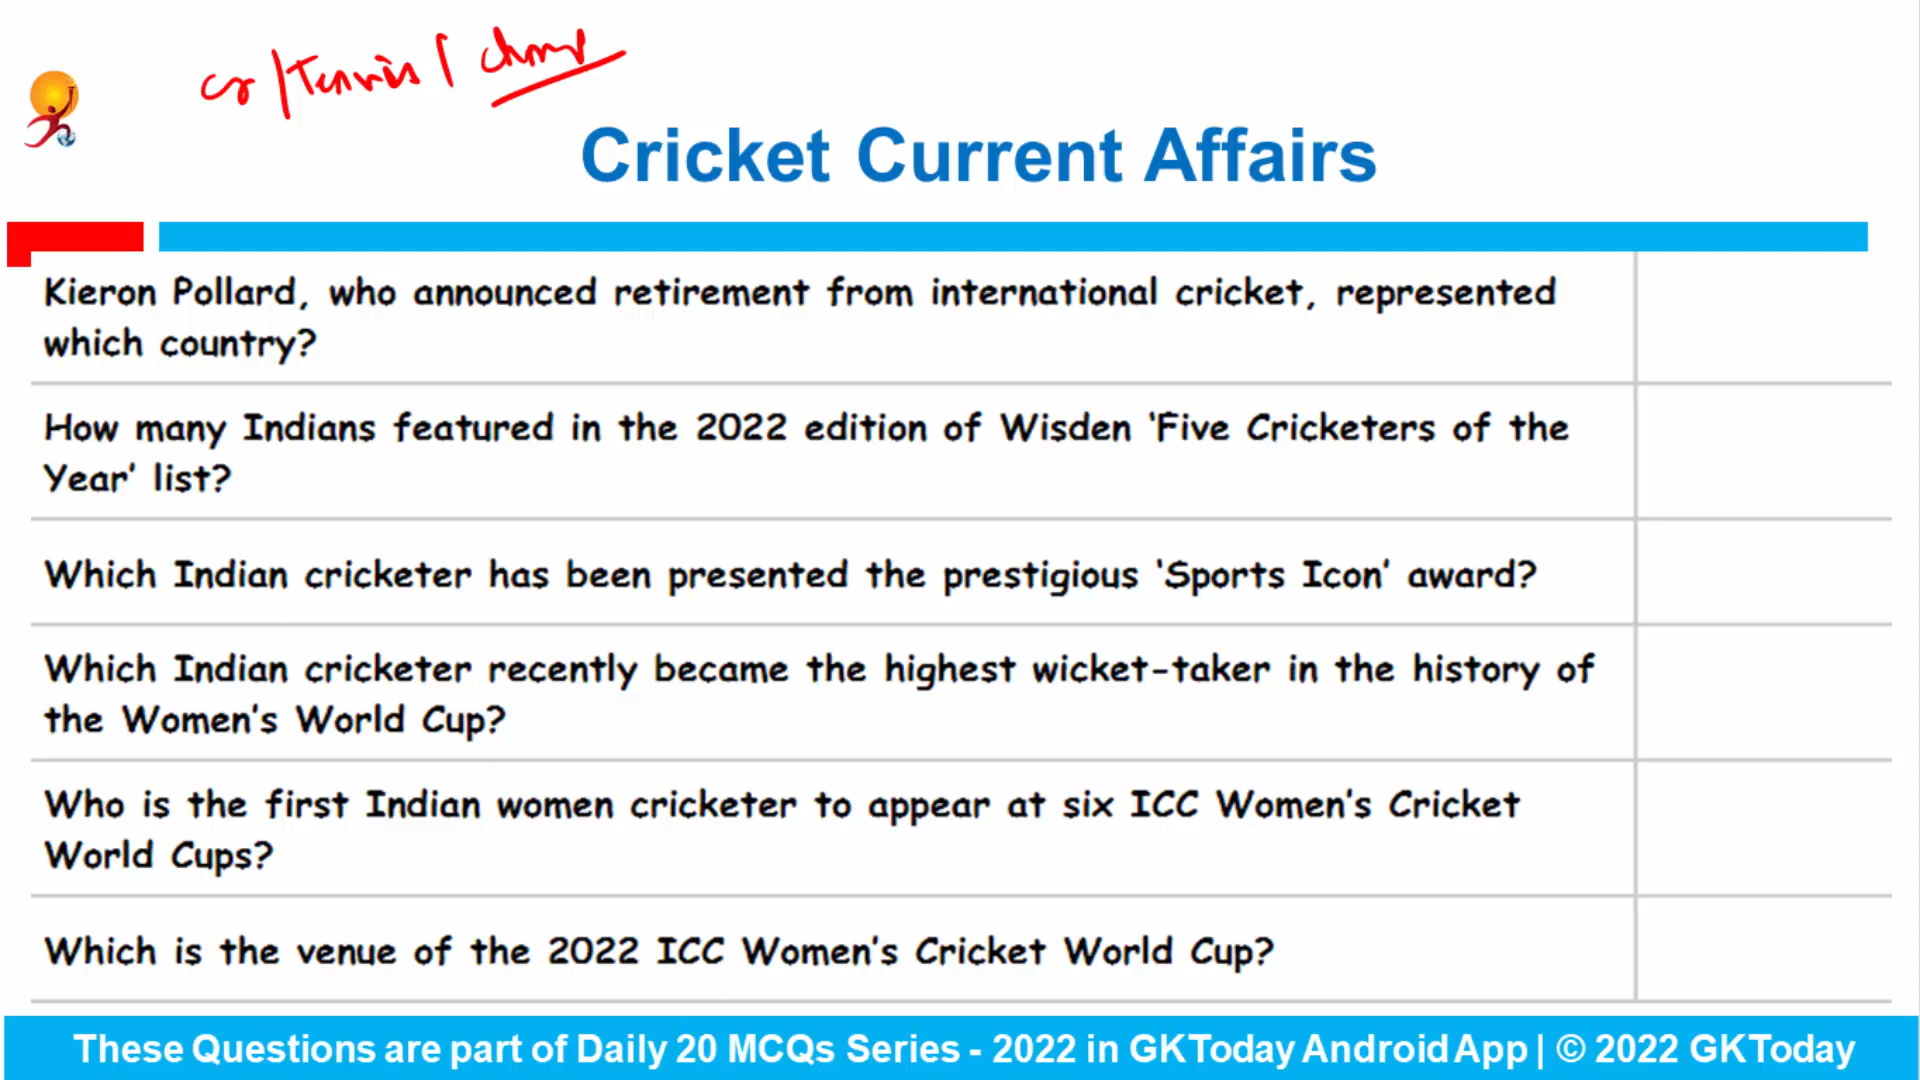 cr / Tennis /
Cricket Current Affairs
Kieron Pollard, who announced retirement from international cricket, represented
which country?
How many Indians featured in the 2022 edition of Wisden ‘Five Cricketers of the
Year’ list?
Which Indian cricketer has been presented the prestigious ‘Sports Icon’ award?
Which Indian cricketer recently became the highest wicket-taker in the history of
the Women’s World Cup?
Who is the first Indian women cricketer to appear at six ICC Women’s Cricket
World Cups?
Which is the venue of the 2022 ICC Women’s Cricket World Cup?
These Questions are part of Daily 20 MCQs Series - 2022 in GKToday Android App | © 2022 GKToday